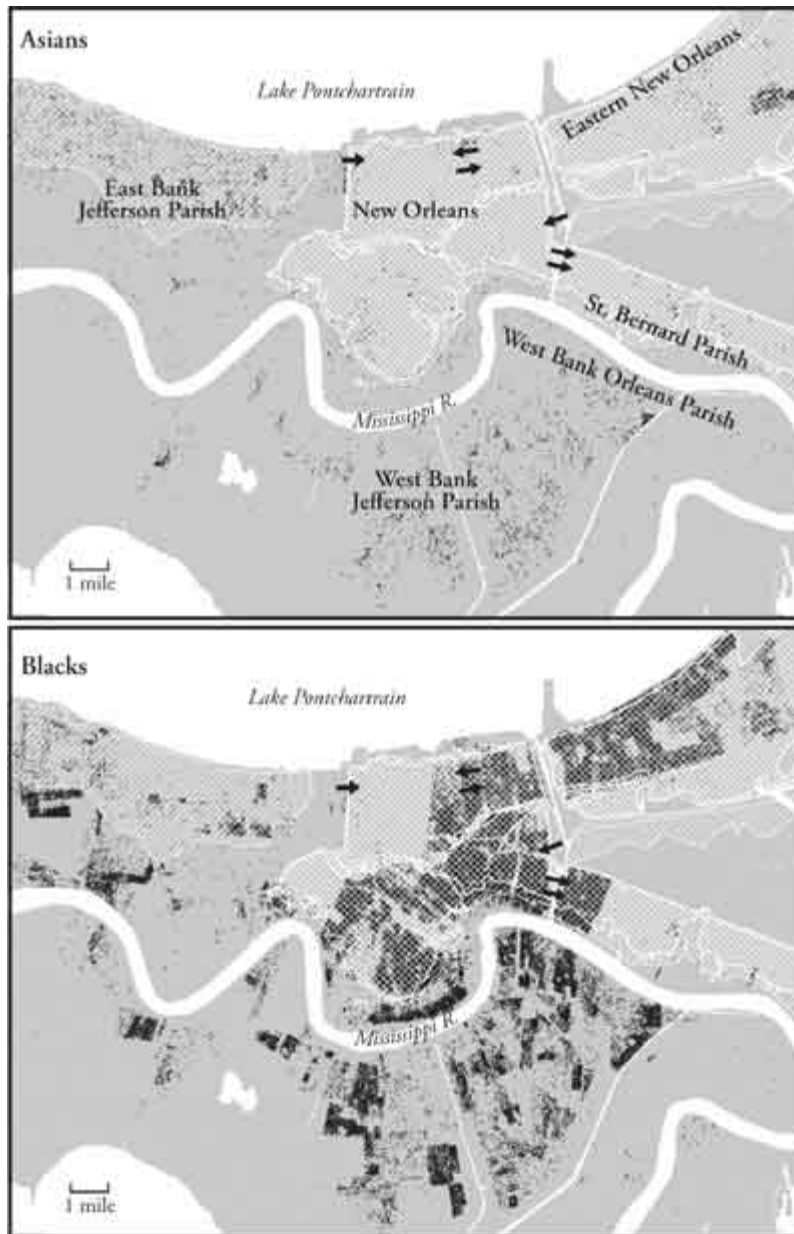 Asians
Lake Pontchartrain
Eastern New Orleans
East Bank
Jefferson Parish
New Orleans
St. Bernard Parish
West Bank Orleans Parish
Mississippi R.
West Bank
Jefferson Parish
1 mile
Blacks
Lake Pontchartrain
Mississippi R.
1 mile